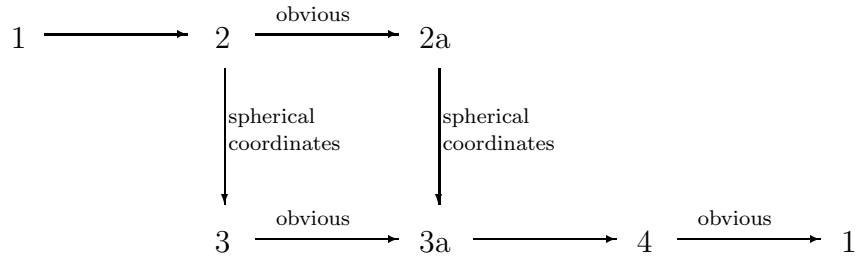 obvious
1 2 2a
spherical spherical
coordinates coordinates
obvious obvious
3 3a 4 1